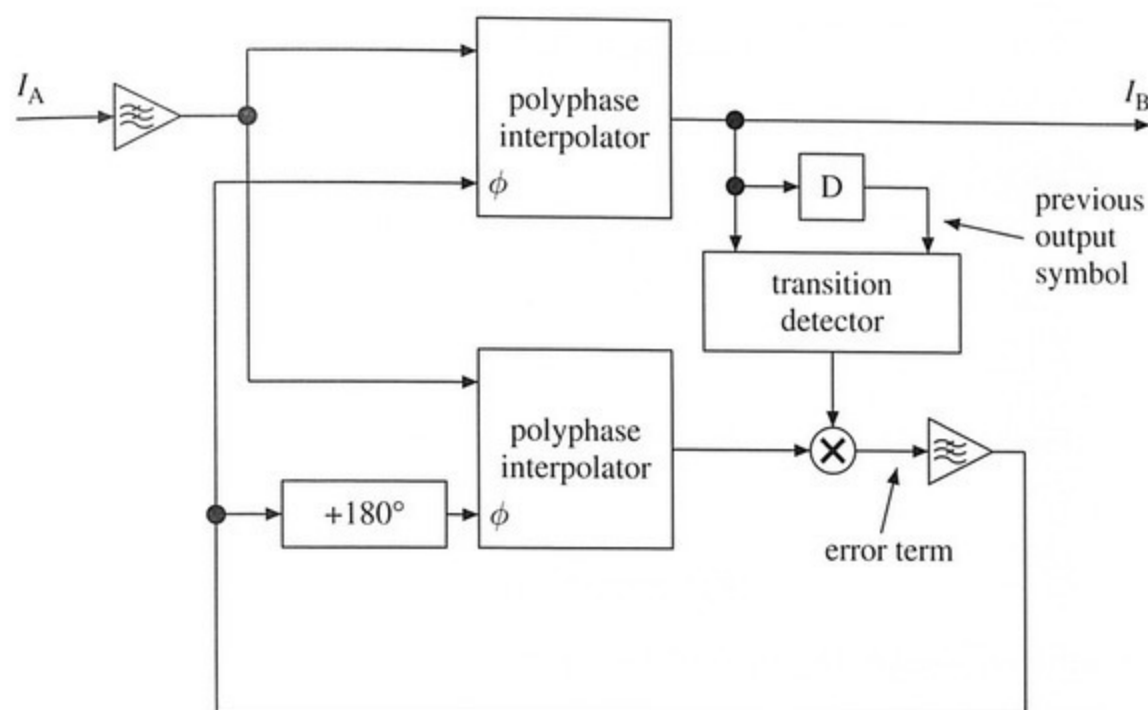 I_A
polyphase
interpolator
ϕ
I_B
D
previous
output
symbol
transition
detector
polyphase
interpolator
+180°
ϕ
error term